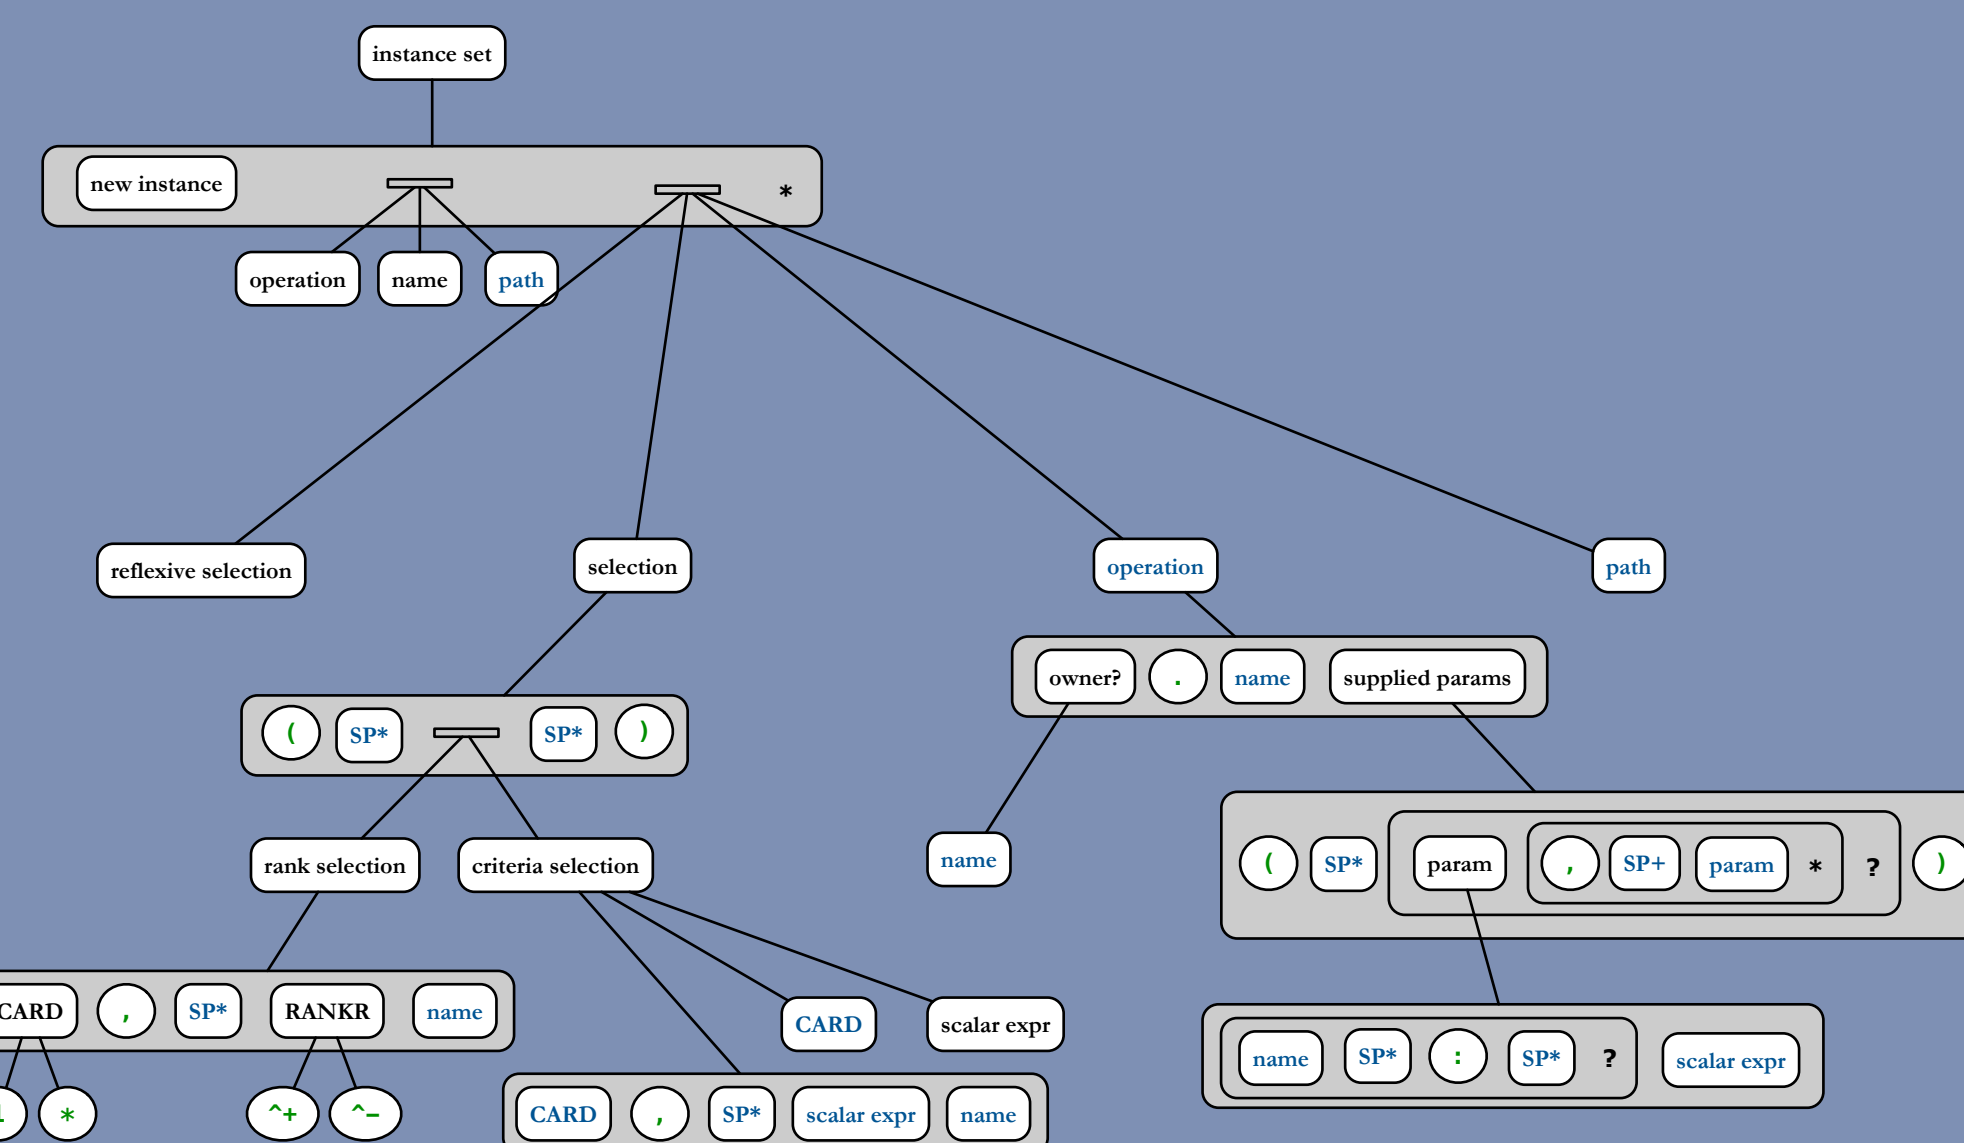 instance set
new instance *
operation name path
reflexive selection selection operation path
owner? . name supplied params
( SP* SP* )
rank selection criteria selection name
( SP* param , SP+ param * ? )
CARD , SP* RANKR name
CARD scalar expr
name SP* : SP* ? scalar expr
* ^+ ^-
CARD , SP* scalar expr name